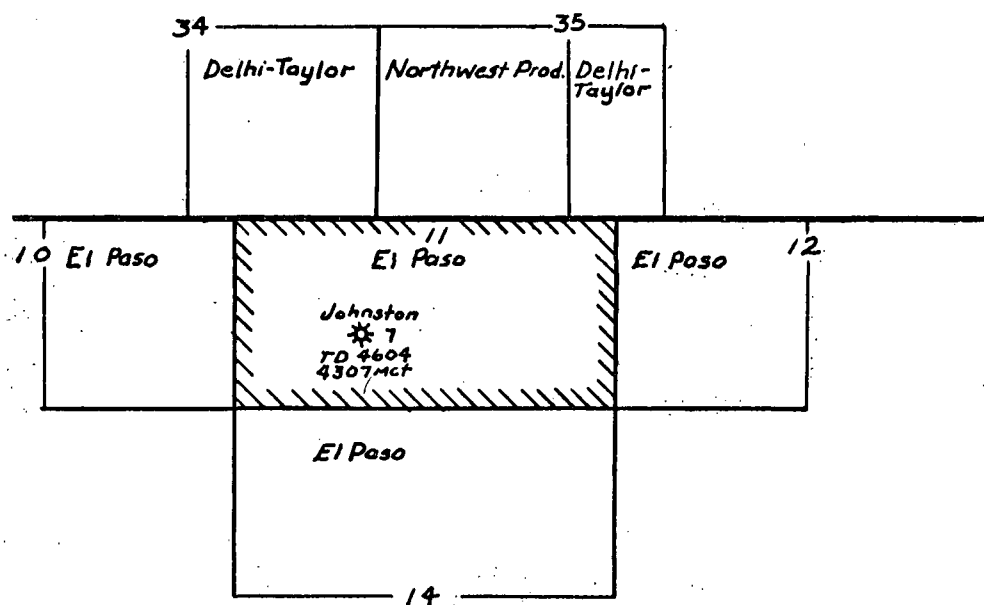 34
35
Delhi-Taylor
Northwest Prod.
Delhi-
Taylor
10
El Paso
11
El Paso
El Paso
12
Johnston
7
TD 4604
4307 MCF
El Paso
14